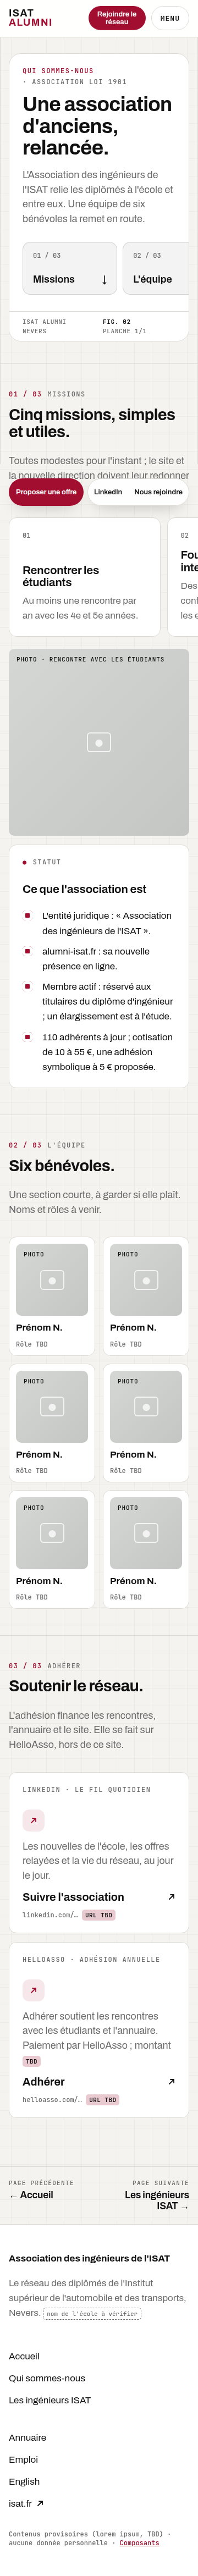 ISAT
ALUMNI
Rejoindre le
réseau
MENU
QUI SOMMES-NOUS
· ASSOCIATION LOI 1901
Une association
d'anciens,
relancée.
L'Association des ingénieurs de
l'ISAT relie les diplômés à l'école et
entre eux. Une équipe de six
bénévoles la remet en route.
01 / 03
Missions ↓
02 / 03
L'équipe
ISAT ALUMNI
NEVERS
FIG. 02
PLANCHE 1/1
01 / 03 MISSIONS
Cinq missions, simples
et utiles.
Toutes modestes pour l'instant ; le site et
la nouvelle direction doivent leur redonner
Proposer une offre
LinkedIn
Nous rejoindre
01
Rencontrer les
étudiants
Au moins une rencontre par
an avec les 4e et 5e années.
02
PHOTO · RENCONTRE AVEC LES ÉTUDIANTS
STATUT
Ce que l'association est
L'entité juridique : « Association
des ingénieurs de l'ISAT ».
alumni-isat.fr : sa nouvelle
présence en ligne.
Membre actif : réservé aux
titulaires du diplôme d'ingénieur
; un élargissement est à l'étude.
110 adhérents à jour ; cotisation
de 10 à 55 €, une adhésion
symbolique à 5 € proposée.
02 / 03 L'ÉQUIPE
Six bénévoles.
Une section courte, à garder si elle plaît.
Noms et rôles à venir.
PHOTO
Prénom N.
Rôle TBD
PHOTO
Prénom N.
Rôle TBD
PHOTO
Prénom N.
Rôle TBD
PHOTO
Prénom N.
Rôle TBD
PHOTO
Prénom N.
Rôle TBD
PHOTO
Prénom N.
Rôle TBD
03 / 03 ADHÉRER
Soutenir le réseau.
L'adhésion finance les rencontres,
l'annuaire et le site. Elle se fait sur
HelloAsso, hors de ce site.
LINKEDIN · LE FIL QUOTIDIEN
Les nouvelles de l'école, les offres
relayées et la vie du réseau, au jour
le jour.
Suivre l'association ↗
linkedin.com/… URL TBD
HELLOASSO · ADHÉSION ANNUELLE
Adhérer soutient les rencontres
avec les étudiants et l'annuaire.
Paiement par HelloAsso ; montant
TBD
Adhérer ↗
helloasso.com/… URL TBD
PAGE PRÉCÉDENTE
← Accueil
PAGE SUIVANTE
Les ingénieurs
ISAT →
Association des ingénieurs de l'ISAT
Le réseau des diplômés de l'Institut
supérieur de l'automobile et des transports,
Nevers. nom de l'école à vérifier
Accueil
Qui sommes-nous
Les ingénieurs ISAT
Annuaire
Emploi
English
isat.fr ↗
Contenus provisoires (lorem ipsum, TBD) ·
aucune donnée personnelle · Composants